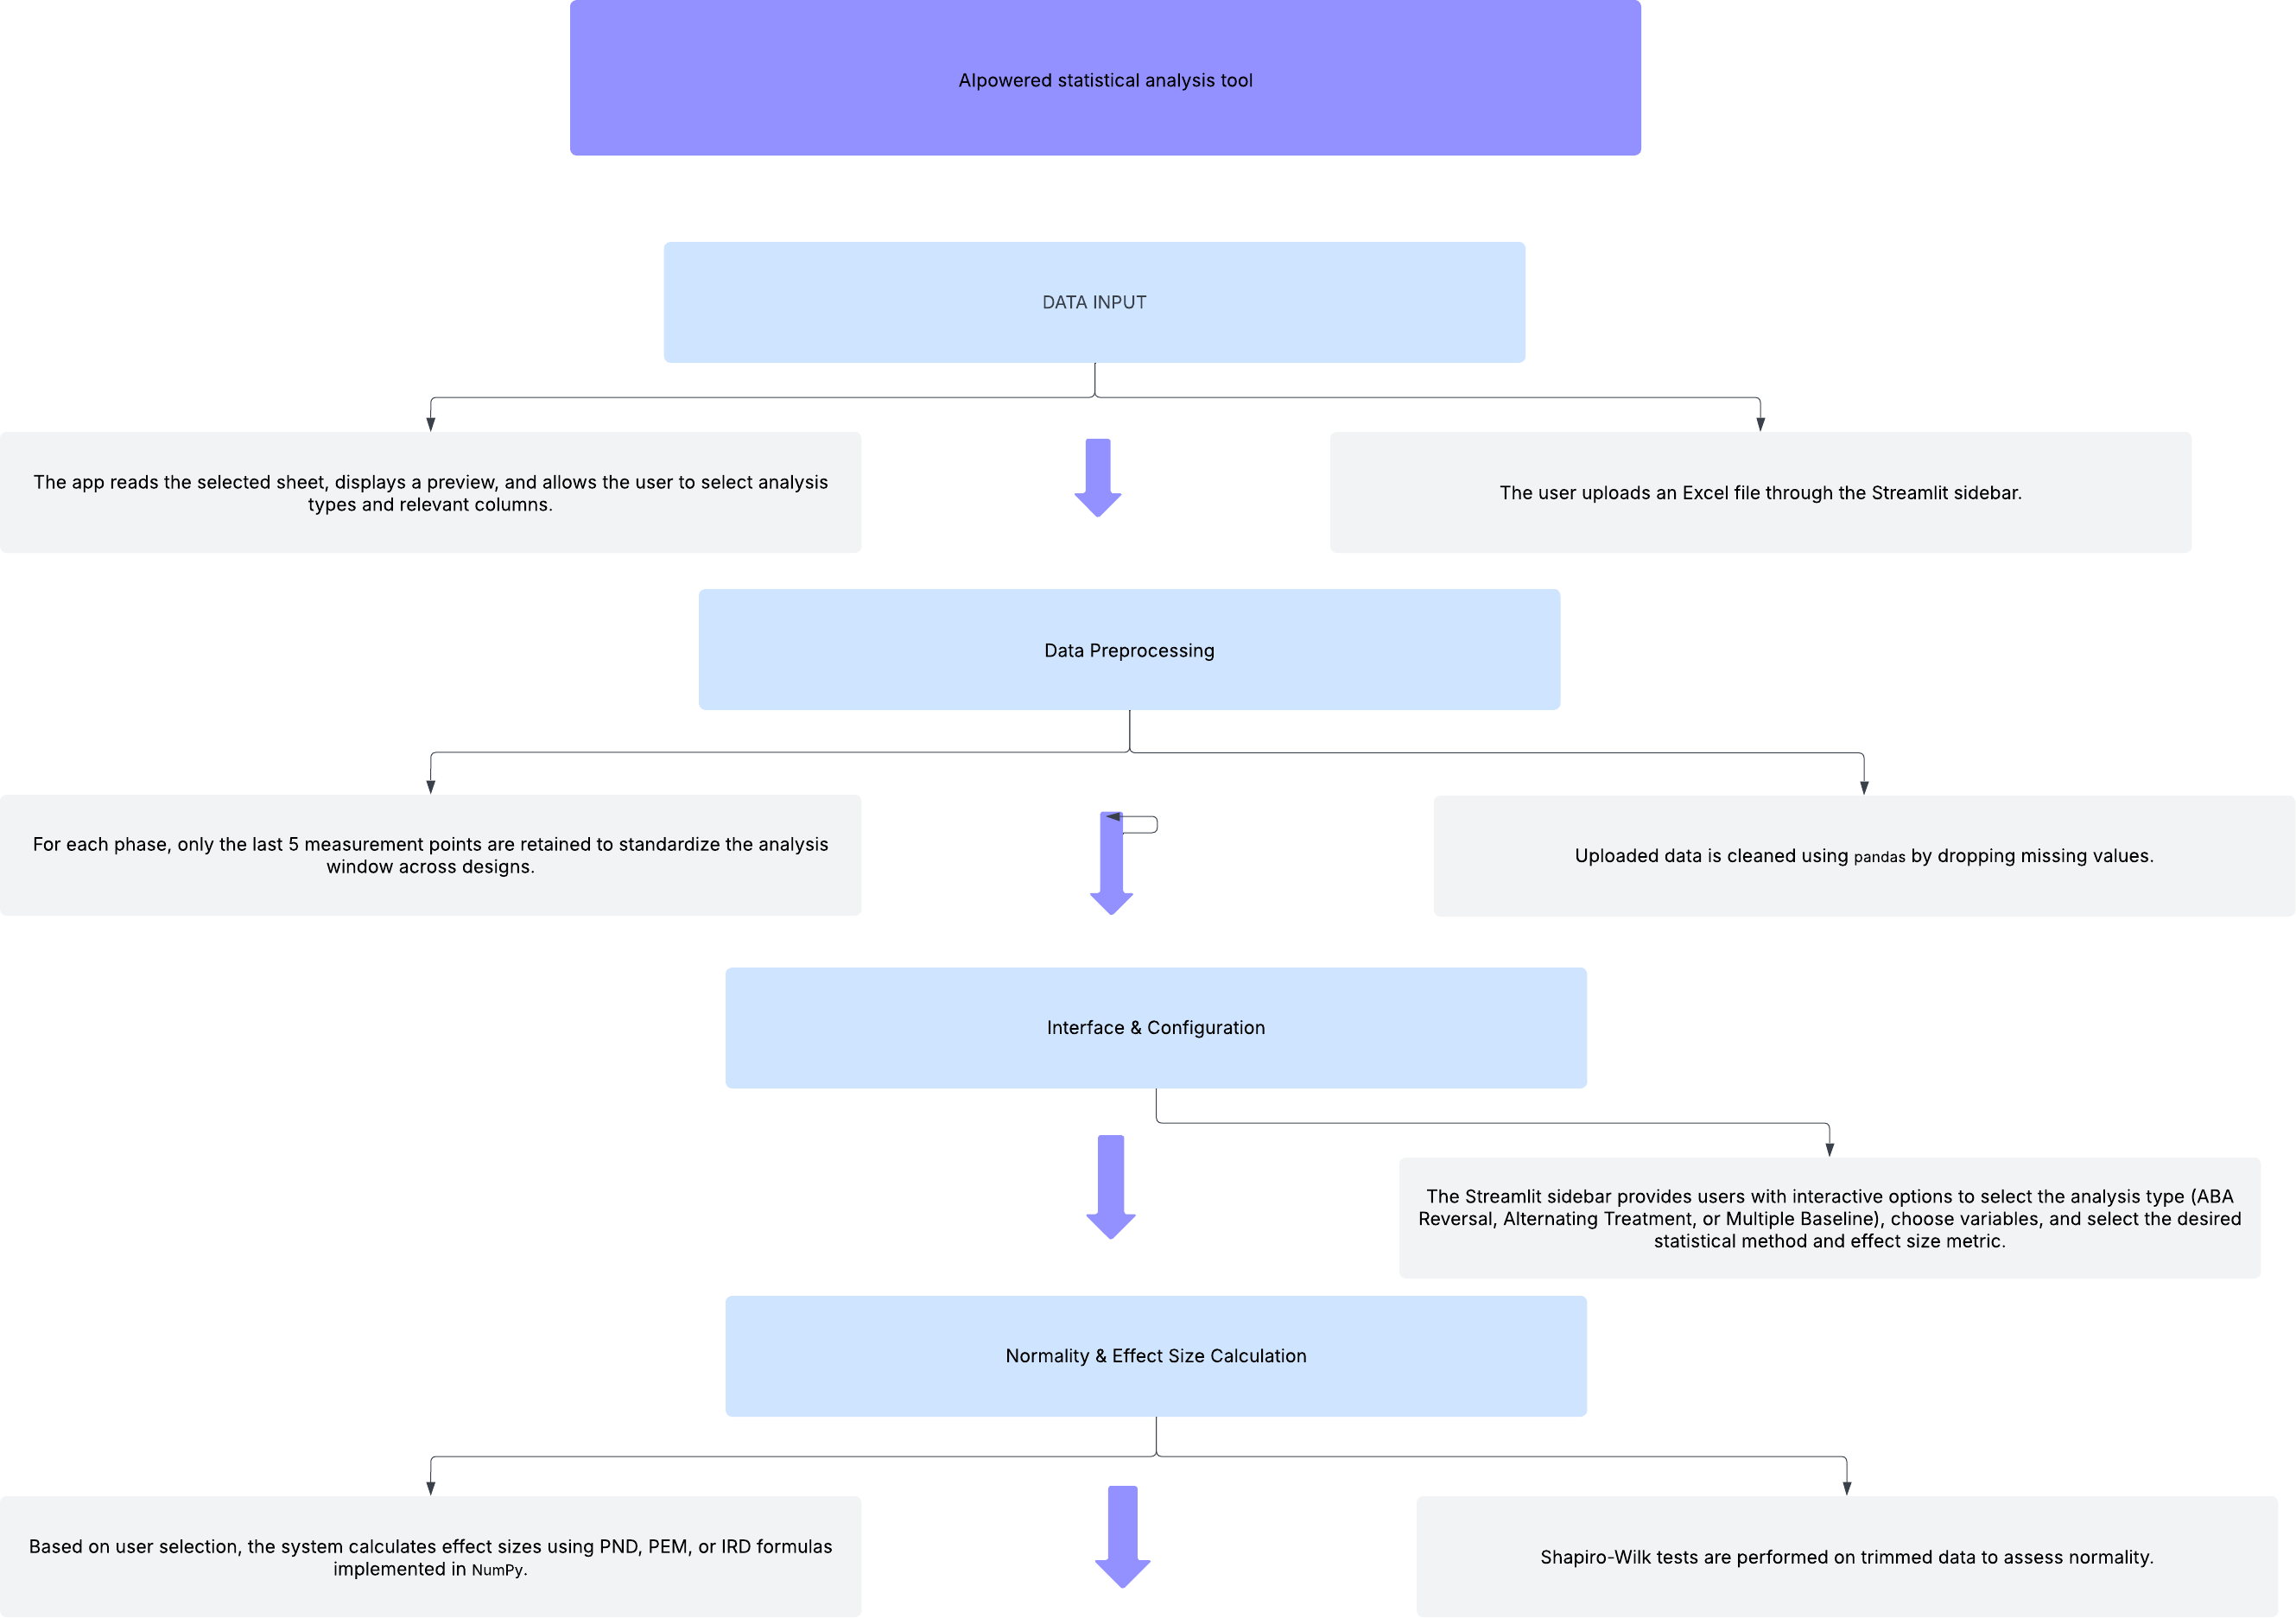 AIpowered statistical analysis tool
DATA INPUT
The app reads the selected sheet, displays a preview, and allows the user to select analysis
types and relevant columns.
The user uploads an Excel file through the Streamlit sidebar.
Data Preprocessing
For each phase, only the last 5 measurement points are retained to standardize the analysis
window across designs.
Uploaded data is cleaned using pandas by dropping missing values.
Interface & Configuration
The Streamlit sidebar provides users with interactive options to select the analysis type (ABA
Reversal, Alternating Treatment, or Multiple Baseline), choose variables, and select the desired
statistical method and effect size metric.
Normality & Effect Size Calculation
Based on user selection, the system calculates effect sizes using PND, PEM, or IRD formulas
implemented in NumPy.
Shapiro-Wilk tests are performed on trimmed data to assess normality.